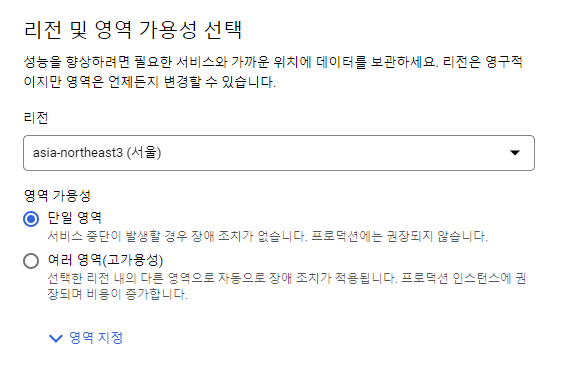 리전 및 영역 가용성 선택
성능을 향상하려면 필요한 서비스와 가까운 위치에 데이터를 보관하세요. 리전은 영구적
이지만 영역은 언제든지 변경할 수 있습니다.
리전
asia-northeast3 (서울)
영역 가용성
단일 영역
서비스 중단이 발생할 경우 장애 조치가 없습니다. 프로덕션에는 권장되지 않습니다.
여러 영역(고가용성)
선택한 리전 내의 다른 영역으로 자동으로 장애 조치가 적용됩니다. 프로덕션 인스턴스에 권
장되며 비용이 증가합니다.
영역 지정